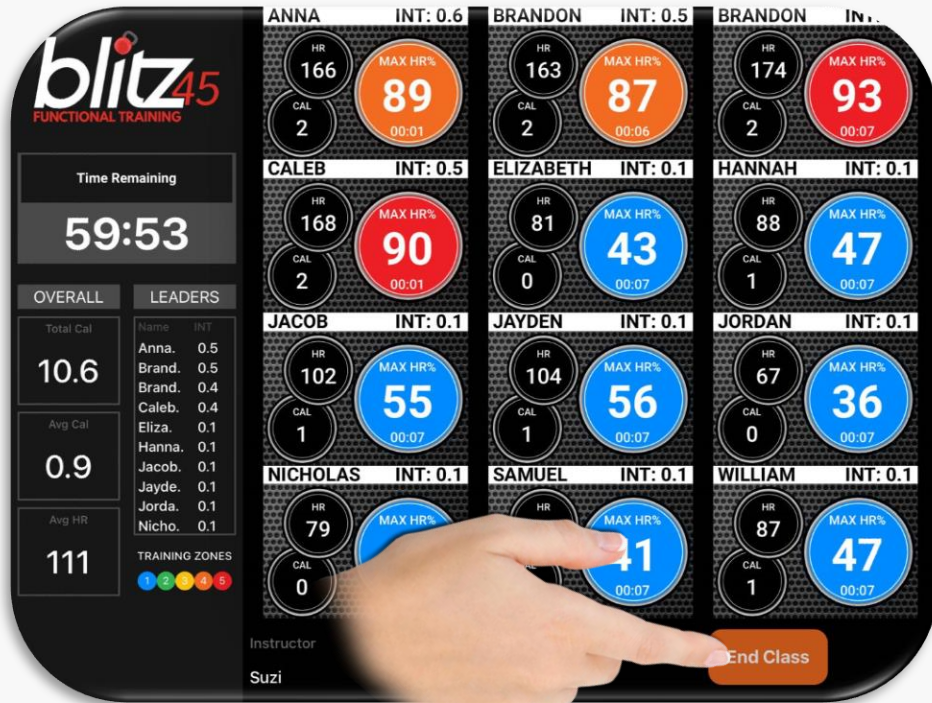 blitz45
FUNCTIONAL TRAINING
Time Remaining
59:53
OVERALL
Total Cal
10.6
Avg Cal
0.9
Avg HR
111
LEADERS
Name INT
Anna. 0.5
Brand. 0.5
Brand. 0.4
Caleb. 0.4
Eliza. 0.1
Hanna. 0.1
Jacob. 0.1
Jayde. 0.1
Jorda. 0.1
Nicho. 0.1
TRAINING ZONES
1 2 3 4 5
ANNA INT: 0.6
HR
166
CAL
2
MAX HR%
89
00:01
BRANDON INT: 0.5
HR
163
CAL
2
MAX HR%
87
00:06
BRANDON
HR
174
CAL
2
MAX HR%
93
00:07
CALEB INT: 0.5
HR
168
CAL
2
MAX HR%
90
00:01
ELIZABETH INT: 0.1
HR
81
CAL
0
MAX HR%
43
00:07
HANNAH INT: 0.1
HR
88
CAL
1
MAX HR%
47
00:07
JACOB INT: 0.1
HR
102
CAL
1
MAX HR%
55
00:07
JAYDEN INT: 0.1
HR
104
CAL
1
MAX HR%
56
00:07
JORDAN INT: 0.1
HR
67
CAL
0
MAX HR%
36
00:07
NICHOLAS INT: 0.1
HR
79
CAL
0
MAX HR%
SAMUEL INT: 0.1
HR
MAX HR%
41
00:07
WILLIAM INT: 0.1
HR
87
CAL
1
MAX HR%
47
00:07
Instructor
Suzi
End Class